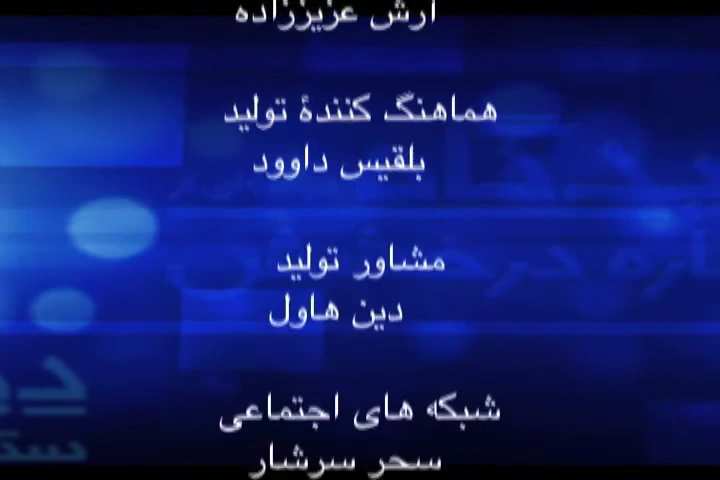 آرش عزیززاده
هماهنگ کنندۀ تولید
بلقیس داوود
مشاور تولید
دین هاول
شبکه های اجتماعی
سحر سرشار